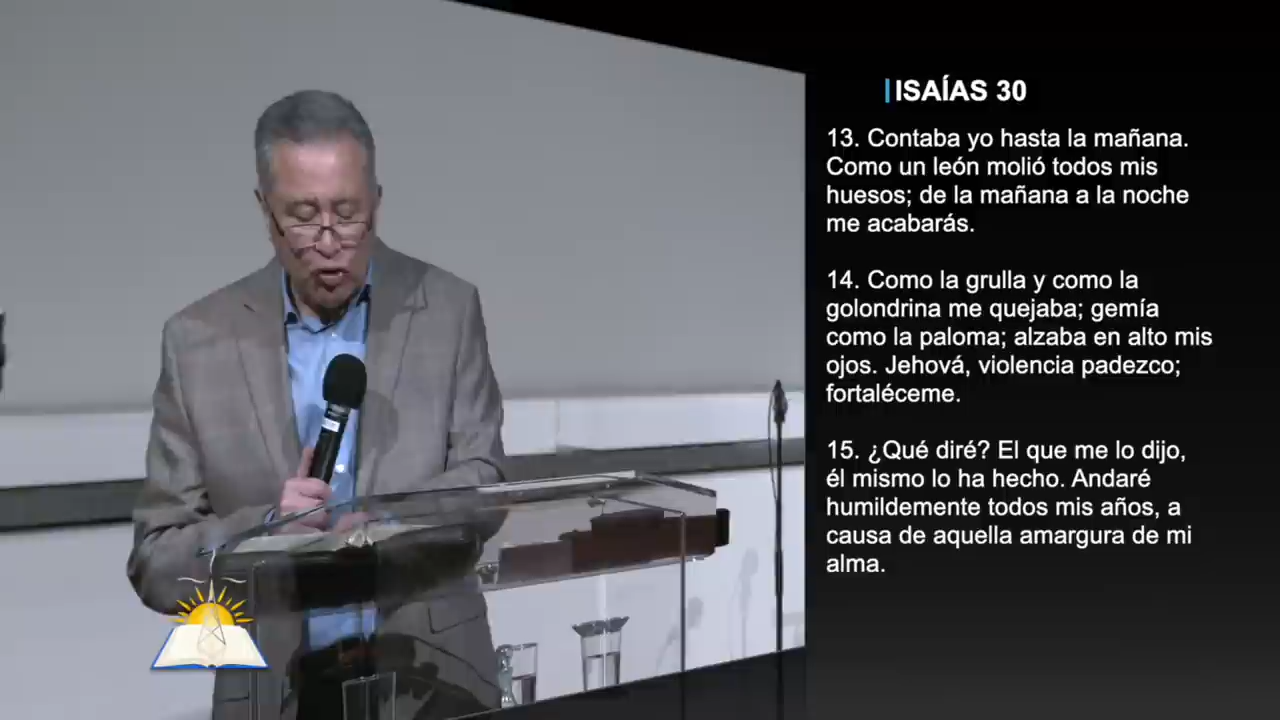 ISAÍAS 30
13. Contaba yo hasta la mañana.
Como un león molió todos mis
huesos; de la mañana a la noche
me acabarás.
14. Como la grulla y como la
golondrina me quejaba; gemía
como la paloma; alzaba en alto mis
ojos. Jehová, violencia padezco;
fortaléceme.
15. ¿Qué diré? El que me lo dijo,
él mismo lo ha hecho. Andaré
humildemente todos mis años, a
causa de aquella amargura de mi
alma.